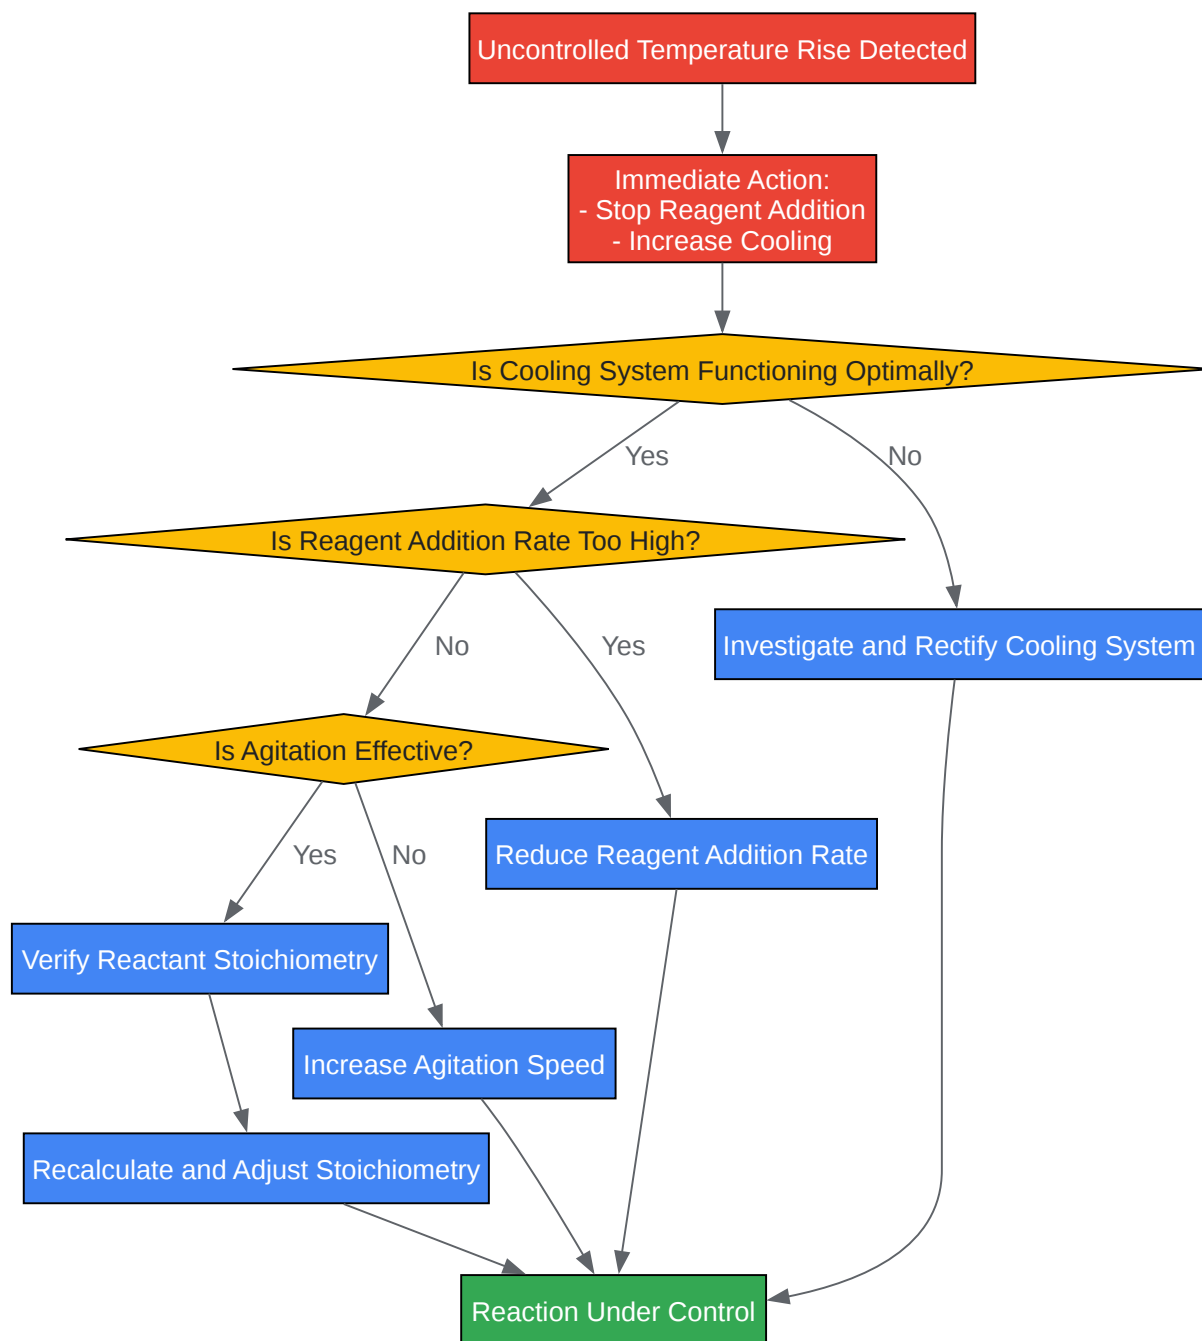 Uncontrolled Temperature Rise Detected
Immediate Action:
- Stop Reagent Addition
- Increase Cooling
Is Cooling System Functioning Optimally?
Yes
No
Is Reagent Addition Rate Too High?
No
Yes
Investigate and Rectify Cooling System
Is Agitation Effective?
Yes
No
Reduce Reagent Addition Rate
Verify Reactant Stoichiometry
Increase Agitation Speed
Recalculate and Adjust Stoichiometry
Reaction Under Control